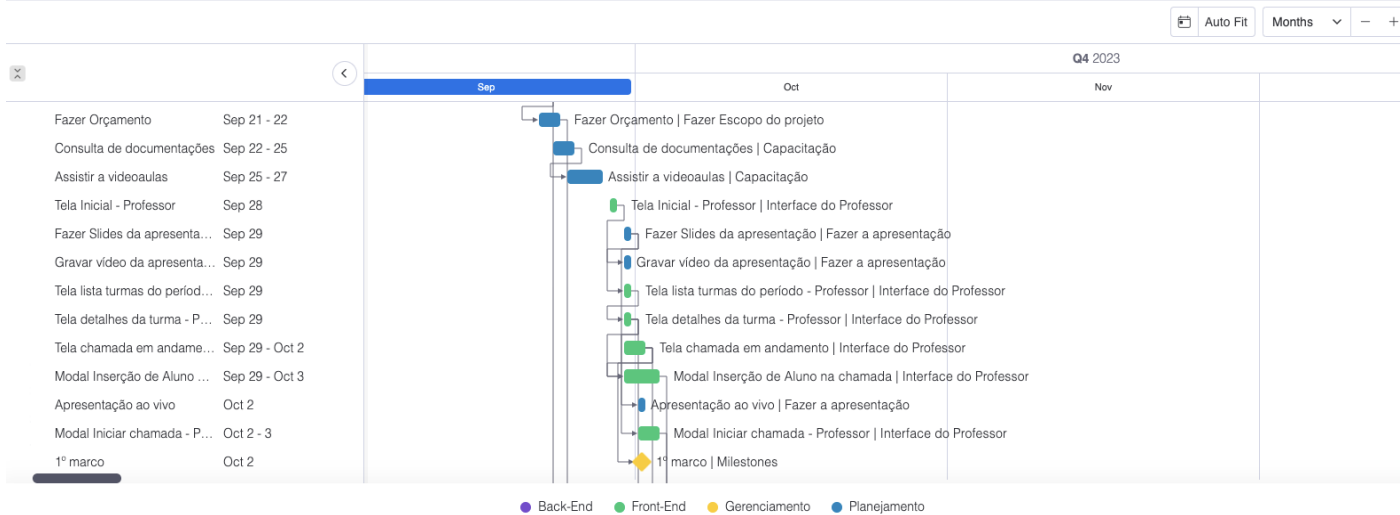 Auto Fit Months
Q4 2023
Sep Oct Nov
Fazer Orçamento Sep 21 - 22 Fazer Orçamento | Fazer Escopo do projeto
Consulta de documentações Sep 22 - 25 Consulta de documentações | Capacitação
Assistir a videoaulas Sep 25 - 27 Assistir a videoaulas | Capacitação
Tela Inicial - Professor Sep 28 Tela Inicial - Professor | Interface do Professor
Fazer Slides da apresenta... Sep 29 Fazer Slides da apresentação | Fazer a apresentação
Gravar vídeo da apresenta... Sep 29 Gravar vídeo da apresentação | Fazer a apresentação
Tela lista turmas do períod... Sep 29 Tela lista turmas do período - Professor | Interface do Professor
Tela detalhes da turma - P... Sep 29 Tela detalhes da turma - Professor | Interface do Professor
Tela chamada em andame... Sep 29 - Oct 2 Tela chamada em andamento | Interface do Professor
Modal Inserção de Aluno ... Sep 29 - Oct 3 Modal Inserção de Aluno na chamada | Interface do Professor
Apresentação ao vivo Oct 2 Apresentação ao vivo | Fazer a apresentação
Modal Iniciar chamada - P... Oct 2 - 3 Modal Iniciar chamada - Professor | Interface do Professor
1º marco Oct 2 1º marco | Milestones
Back-End Front-End Gerenciamento Planejamento